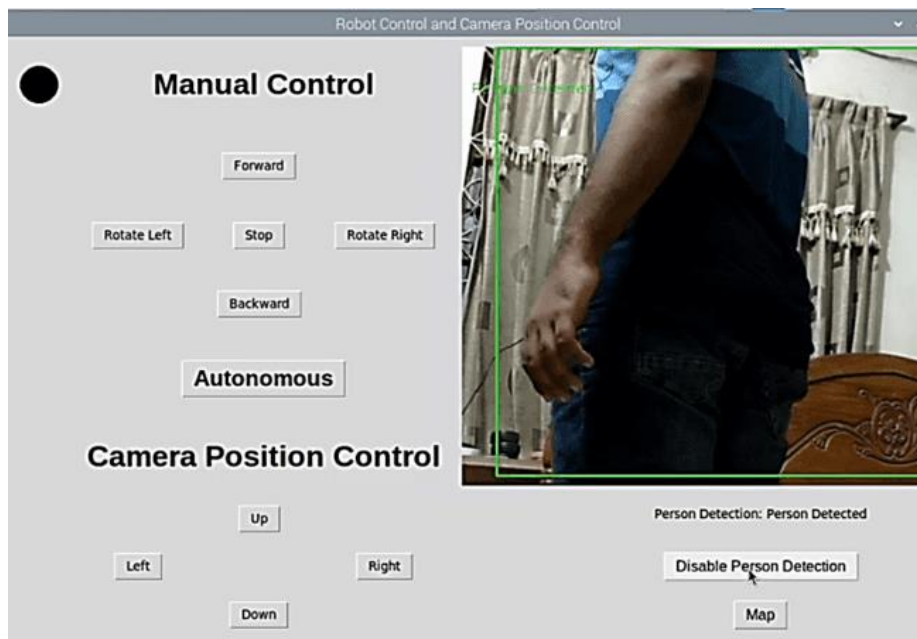 Robot Control and Camera Position Control
Manual Control
Forward
Rotate Left
Stop
Rotate Right
Backward
Autonomous
Camera Position Control
Up
Left
Right
Down
Person Detection: Person Detected
Disable Person Detection
Map